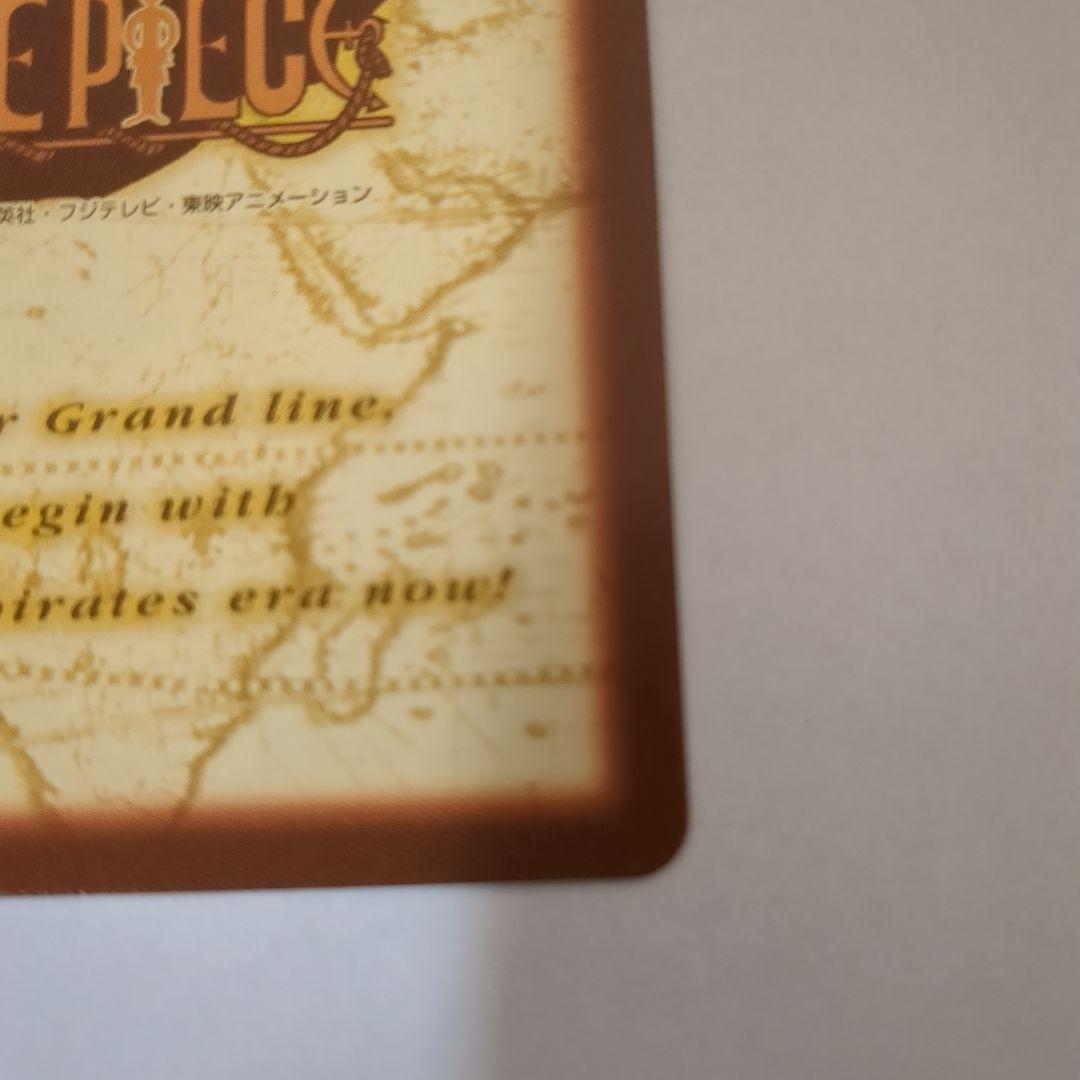 E PIECE
英社・フジテレビ・東映アニメーション
r Grand line,
egin with
pirates era now!